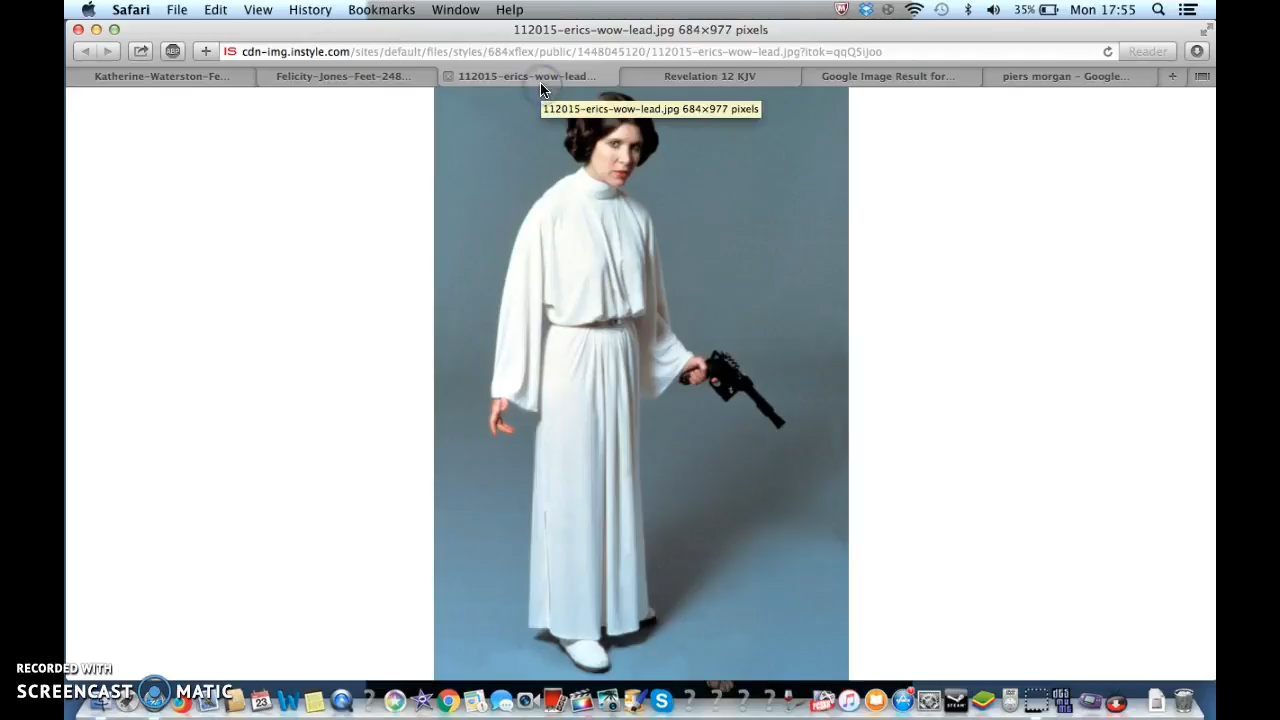 Safari File Edit View History Bookmarks Window Help 35% Mon 17:55
112015-erics-wow-lead.jpg 684×977 pixels
IS cdn-img.instyle.com/sites/default/files/styles/684xflex/public/1448045120/112015-erics-wow-lead.jpg?itok=qqQ5iJoo Reader
Katherine-Waterston-Fe... Felicity-Jones-Feet-248... 112015-erics-wow-lead... Revelation 12 KJV Google Image Result for... piers morgan - Google...
112015-erics-wow-lead.jpg 684×977 pixels
RECORDED WITH
SCREENCAST MATIC